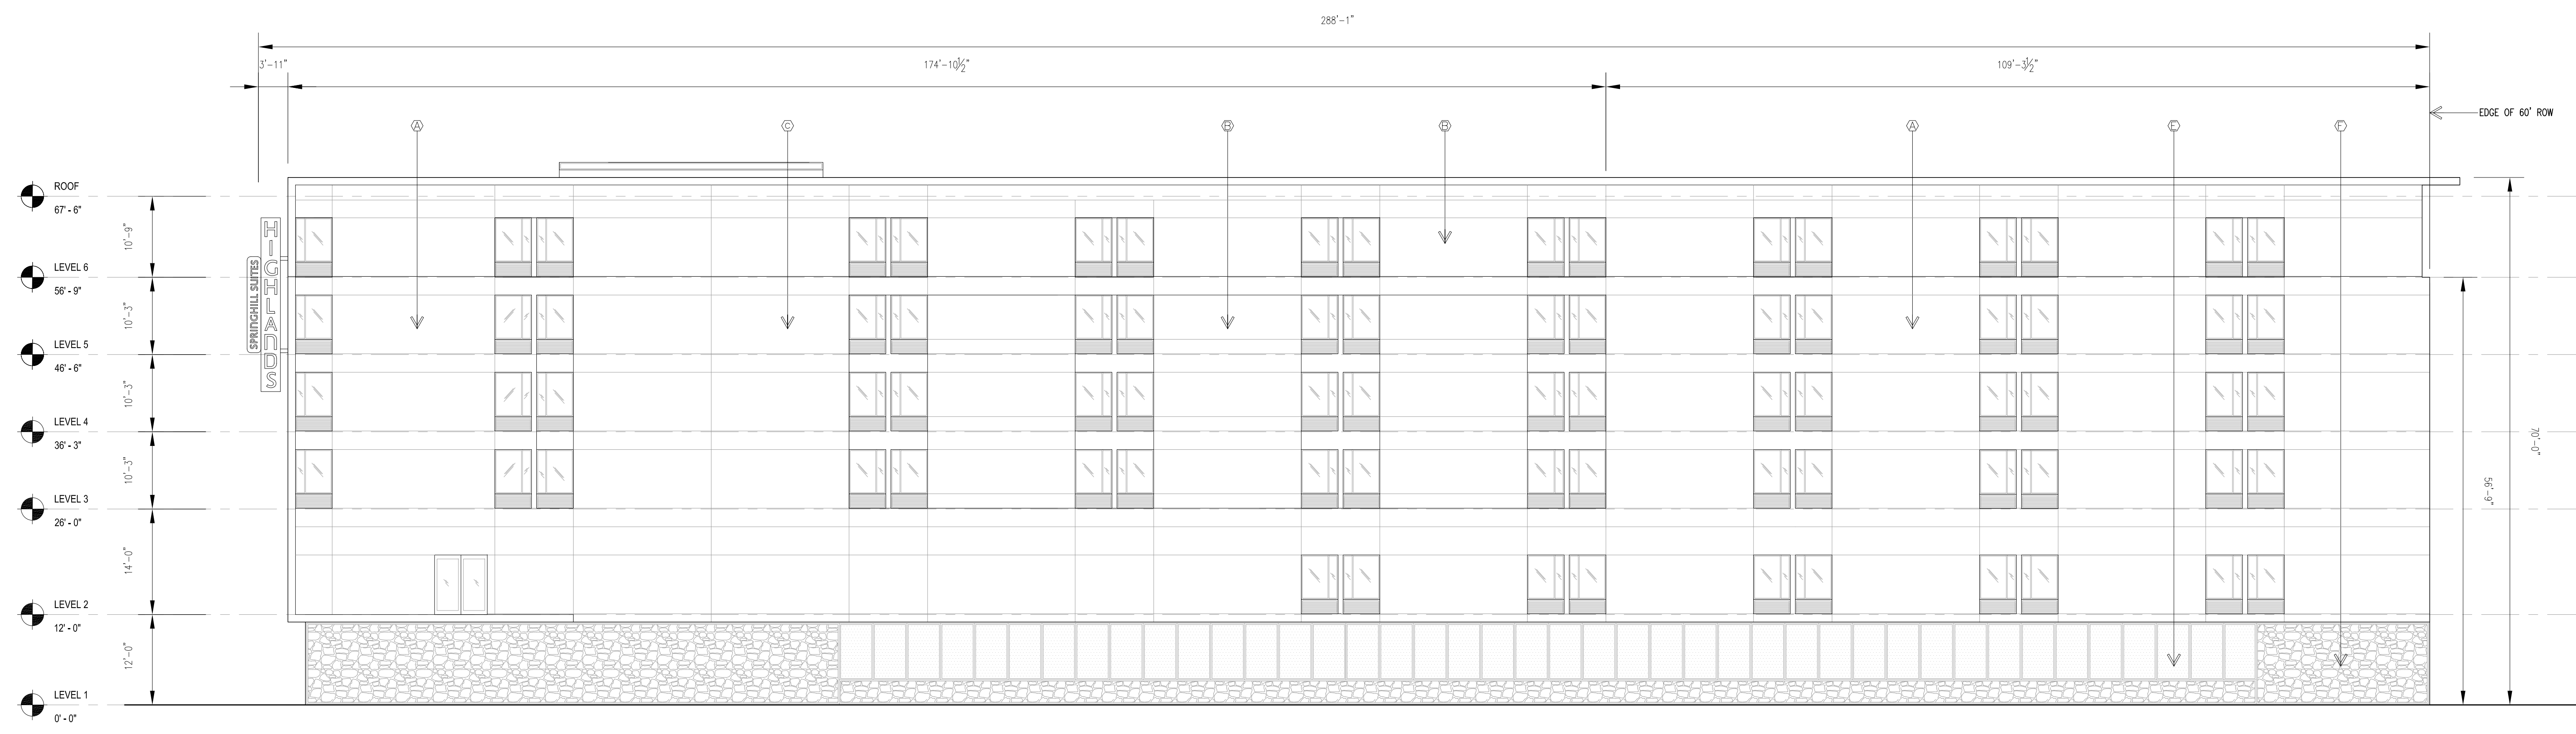 288'-1"
3'-11"
174'-10½"
109'-3½"
EDGE OF 60' ROW
A
C
B
B
A
E
F
ROOF
67' - 6"
10'-9"
LEVEL 6
56' - 9"
10'-3"
LEVEL 5
46' - 6"
10'-3"
LEVEL 4
36' - 3"
10'-3"
LEVEL 3
26' - 0"
14'-0"
LEVEL 2
12' - 0"
12'-0"
LEVEL 1
0' - 0"
SPRINGHILL SUITES
HIGHLANDS
56'-9"
70'-0"